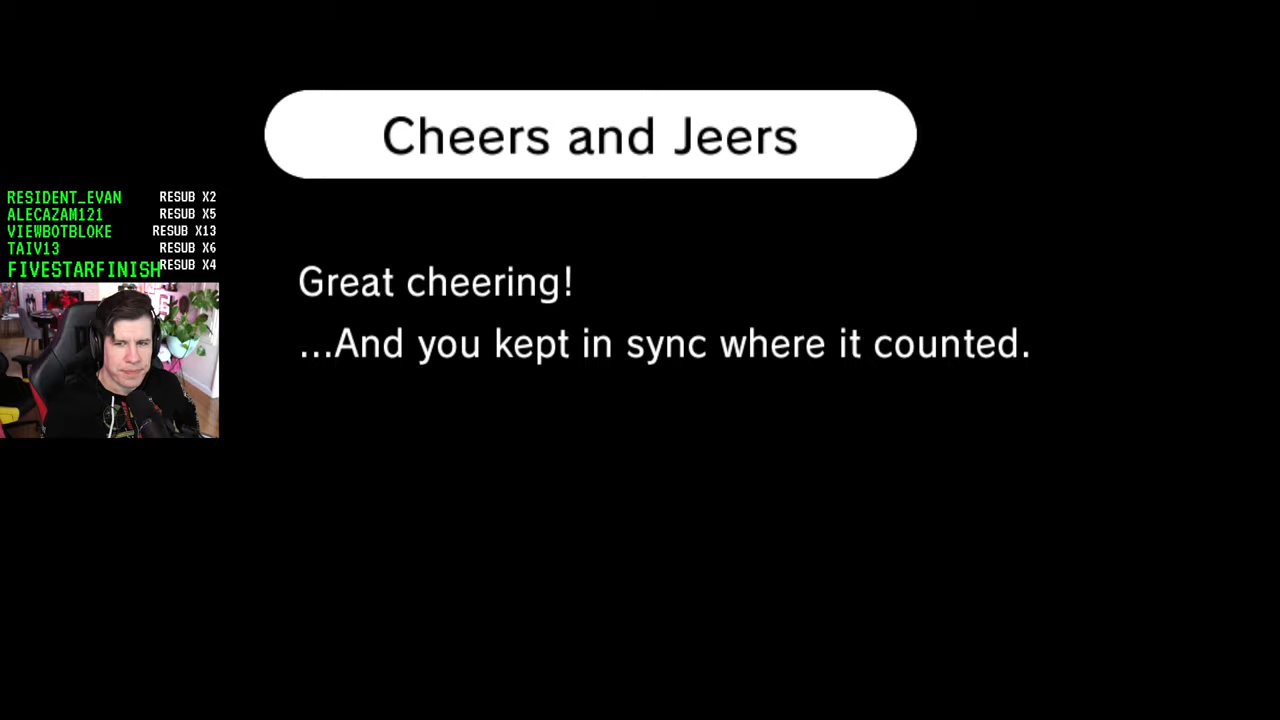 Cheers and Jeers
RESIDENT_EVAN RESUB X2
ALECAZAM121 RESUB X5
VIEWBOTBLOKE RESUB X13
TAIV13 RESUB X6
FIVESTARFINISH RESUB X4
Great cheering!
...And you kept in sync where it counted.